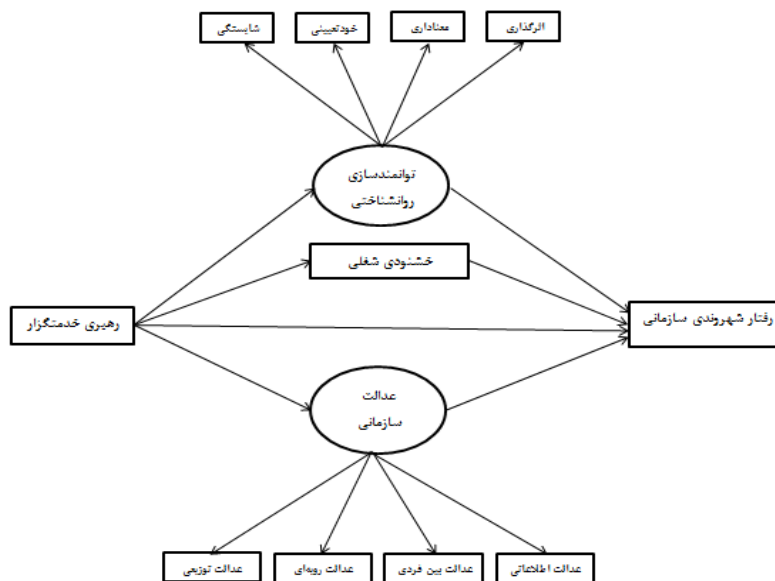 اثرگذاری
معناداری
خودتعیینی
شایستگی
توانمندسازی
روانشناختی
خشنودی شغلی
رفتار شهروندی سازمانی
رهبری خدمتگزار
عدالت
سازمانی
عدالت اطلاعاتی
عدالت بین فردی
عدالت رویه‌ای
عدالت توزیعی